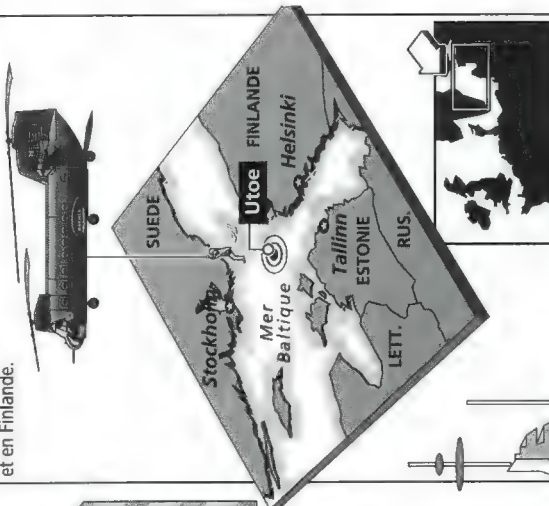 et en Finlande.
SUEDE
FINLANDE
Utoe
Helsinki
Stockholm
Mer
Baltique
Tallinn
ESTONIE
RUS.
LETT.